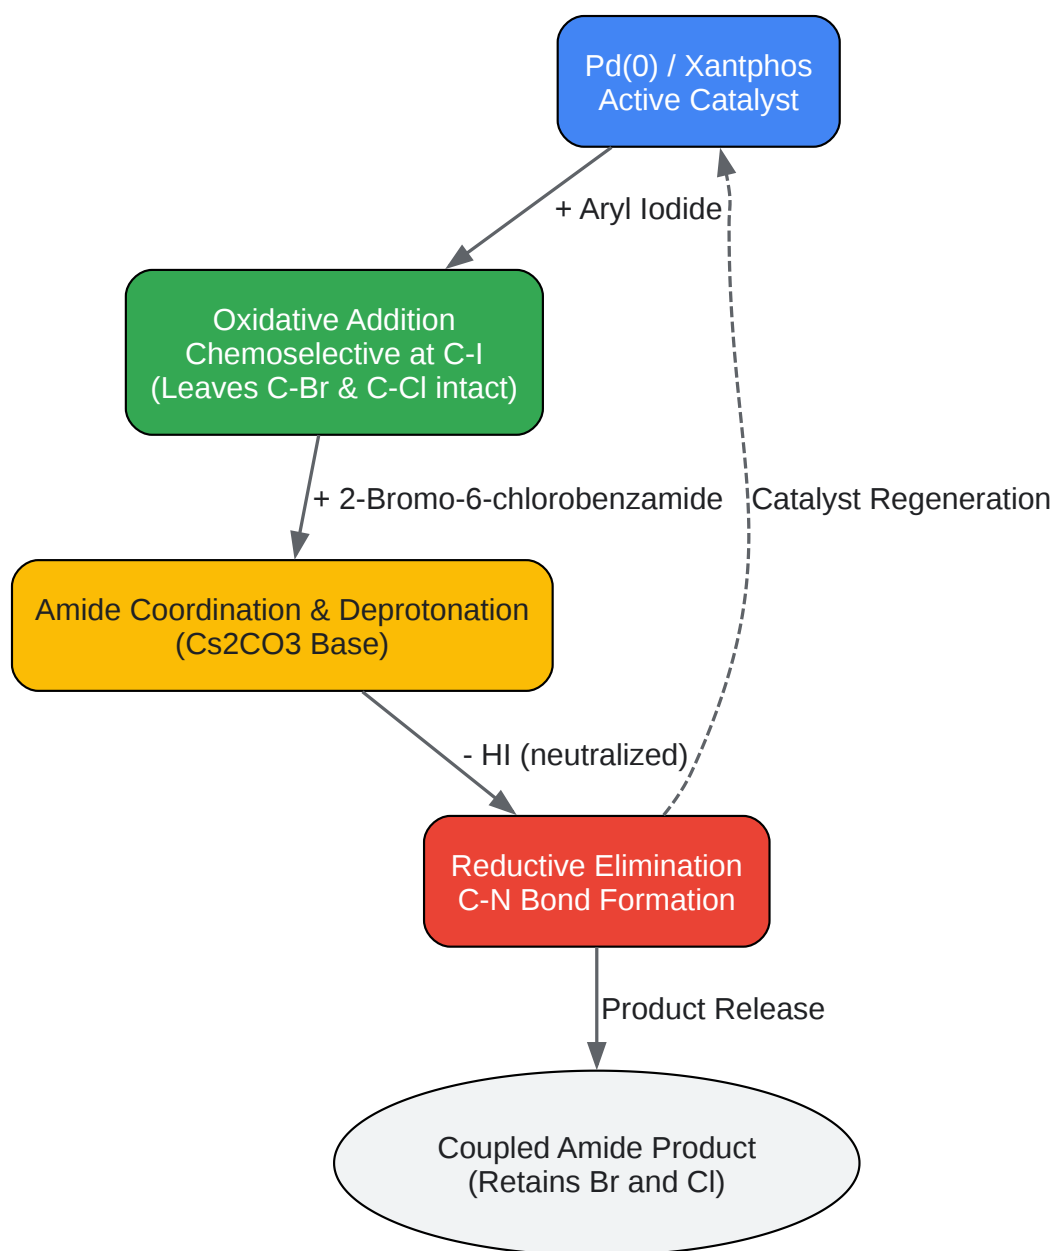 Pd(0) / Xantphos
Active Catalyst
+ Aryl Iodide
Oxidative Addition
Chemoselective at C-I
(Leaves C-Br & C-Cl intact)
+ 2-Bromo-6-chlorobenzamide
Catalyst Regeneration
Amide Coordination & Deprotonation
(Cs2CO3 Base)
- HI (neutralized)
Reductive Elimination
C-N Bond Formation
Product Release
Coupled Amide Product
(Retains Br and Cl)